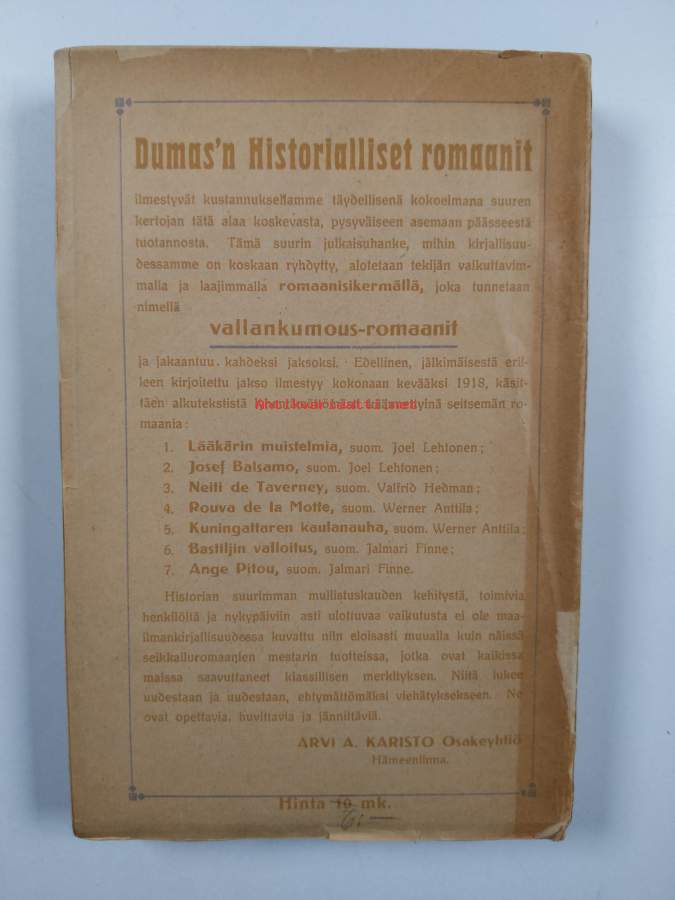 Dumas'n Historialliset romaanit
ilmestyvät kustannuksellamme täydellisenä kokoelmana suuren
kertojan tätä alaa koskevasta, pysyväiseen asemaan päässeestä
tuotannosta. Tämä suurin julkaisuhanke, mihin kirjallisuu-
dessamme on koskaan ryhdytty, alotetaan tekijän vaikuttavim-
malla ja laajimmalla romaanisikermällä, joka tunnetaan
nimellä
vallankumous-romaanit
ja jakaantuu kahdeksi jaksoksi. Edellinen, jälkimäisestä eril-
leen kirjoitettu jakso ilmestyy kokonaan kevääksi 1918, käsit-
täen alkutekstistä käännettyinä seitsemän ro-
maania:
1. Lääkärin muistelmia, suom. Joel Lehtonen;
2. Josef Balsamo, suom. Joel Lehtonen;
3. Neiti de Taverney, suom. Valfrid Hedman;
4. Rouva de la Motte, suom. Werner Anttila;
5. Kuningattaren kaulanauha, suom. Werner Anttila;
6. Bastiljin valloitus, suom. Jalmari Finne;
7. Ange Pitou, suom. Jalmari Finne.
Historian suurimman mullistuskauden kehitystä, toimivia
henkilöitä ja nykypäiviin asti ulottuvaa vaikutusta ei ole maa-
ilmankirjallisuudessa kuvattu niin eloisasti muualla kuin näissä
seikkailuromaanien mestarin tuotteissa, jotka ovat kaikissa
maissa saavuttaneet klassillisen merkityksen. Niitä lukee
uudestaan ja uudestaan, ehtymättömäksi viehätyksekseen. Ne
ovat opettavia, huvittavia ja jännittäviä.
ARVI A. KARISTO Osakeyhtiö
Hämeenlinna.
Hinta 10 mk.
6:—